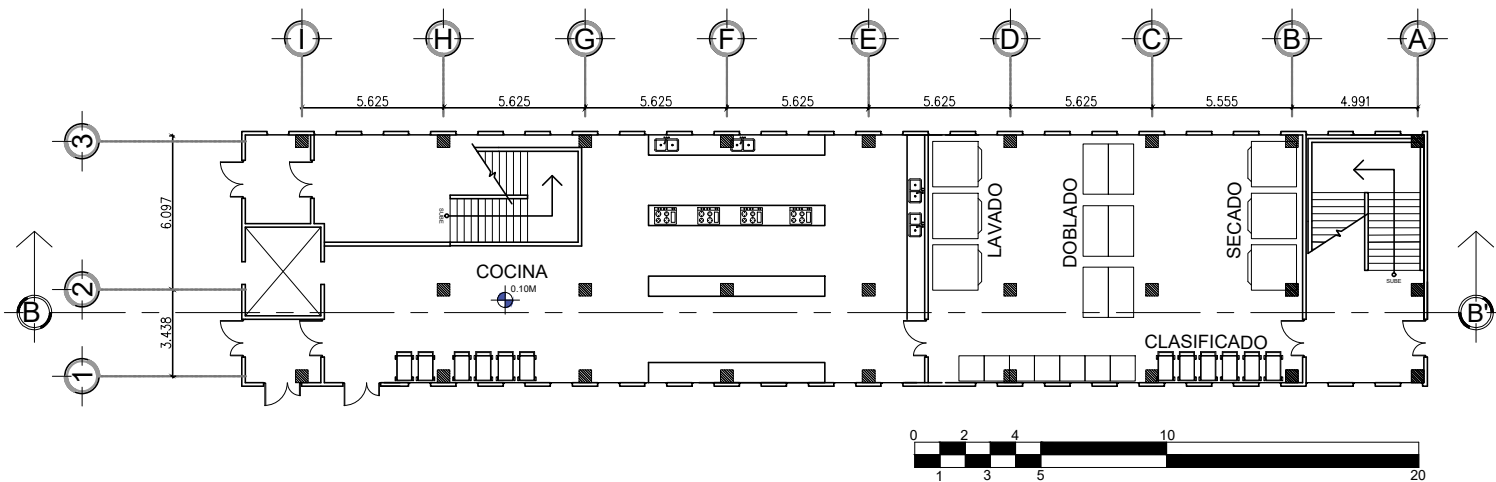 I H G F E D C B A
5.625 5.625 5.625 5.625 5.625 5.625 5.555 4.991
3
6.097
2
3.438
1
B
B'
SUBE
COCINA
0.10M
LAVADO
DOBLADO
SECADO
SUBE
CLASIFICADO
0 2 4 10
1 3 5 20